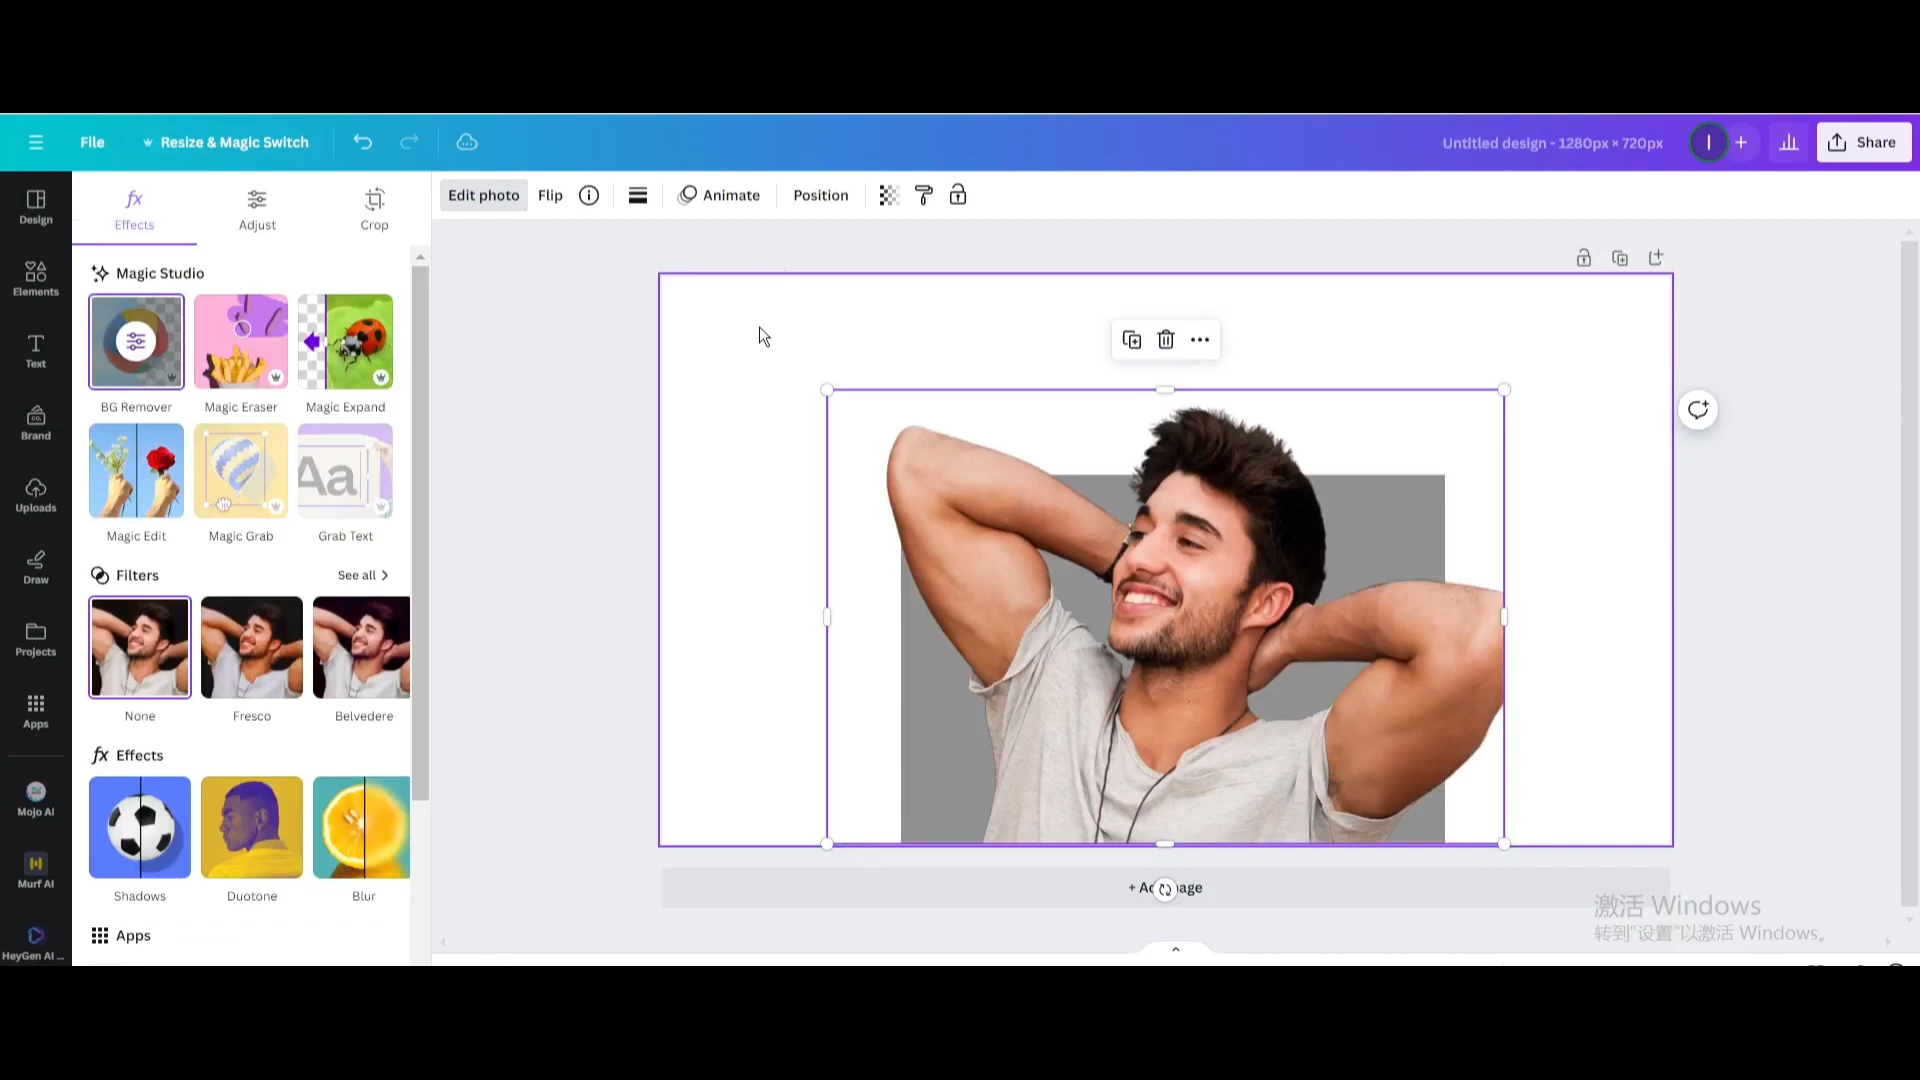 File
Resize & Magic Switch
Untitled design - 1280px × 720px
I
Share
Design
Elements
Text
Brand
Uploads
Draw
Projects
Apps
Mojo AI
Murf AI
HeyGen AI ...
Effects
Adjust
Crop
Edit photo
Flip
Animate
Position
Magic Studio
BG Remover
Magic Eraser
Magic Expand
Aa
Magic Edit
Magic Grab
Grab Text
Filters
See all
None
Fresco
Belvedere
fx Effects
Shadows
Duotone
Blur
Apps
激活 Windows
转到"设置"以激活 Windows。